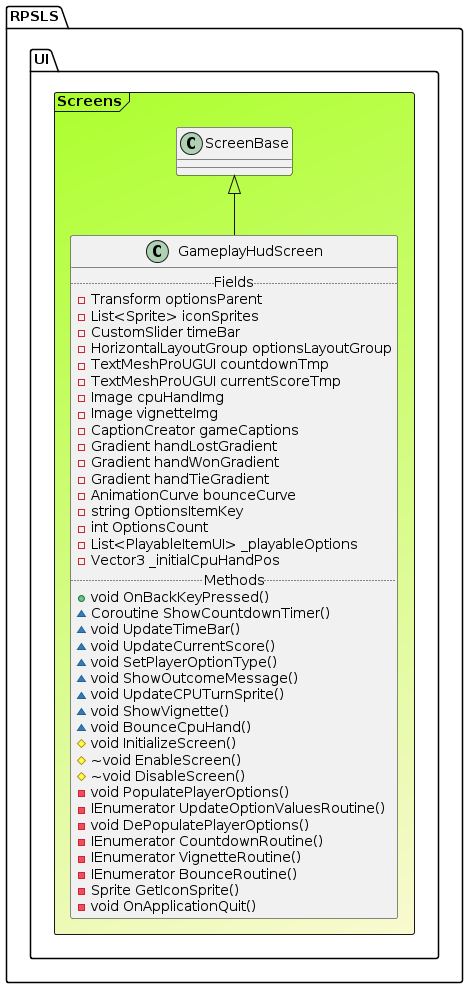 RPSLS
UI
Screens
C ScreenBase
C GameplayHudScreen
Fields
Transform optionsParent
List<Sprite> iconSprites
CustomSlider timeBar
HorizontalLayoutGroup optionsLayoutGroup
TextMeshProUGUI countdownTmp
TextMeshProUGUI currentScoreTmp
Image cpuHandImg
Image vignetteImg
CaptionCreator gameCaptions
Gradient handLostGradient
Gradient handWonGradient
Gradient handTieGradient
AnimationCurve bounceCurve
string OptionsItemKey
int OptionsCount
List<PlayableItemUI> _playableOptions
Vector3 _initialCpuHandPos
Methods
void OnBackKeyPressed()
Coroutine ShowCountdownTimer()
void UpdateTimeBar()
void UpdateCurrentScore()
void SetPlayerOptionType()
void ShowOutcomeMessage()
void UpdateCPUTurnSprite()
void ShowVignette()
void BounceCpuHand()
void InitializeScreen()
~void EnableScreen()
~void DisableScreen()
void PopulatePlayerOptions()
IEnumerator UpdateOptionValuesRoutine()
void DePopulatePlayerOptions()
IEnumerator CountdownRoutine()
IEnumerator VignetteRoutine()
IEnumerator BounceRoutine()
Sprite GetIconSprite()
void OnApplicationQuit()